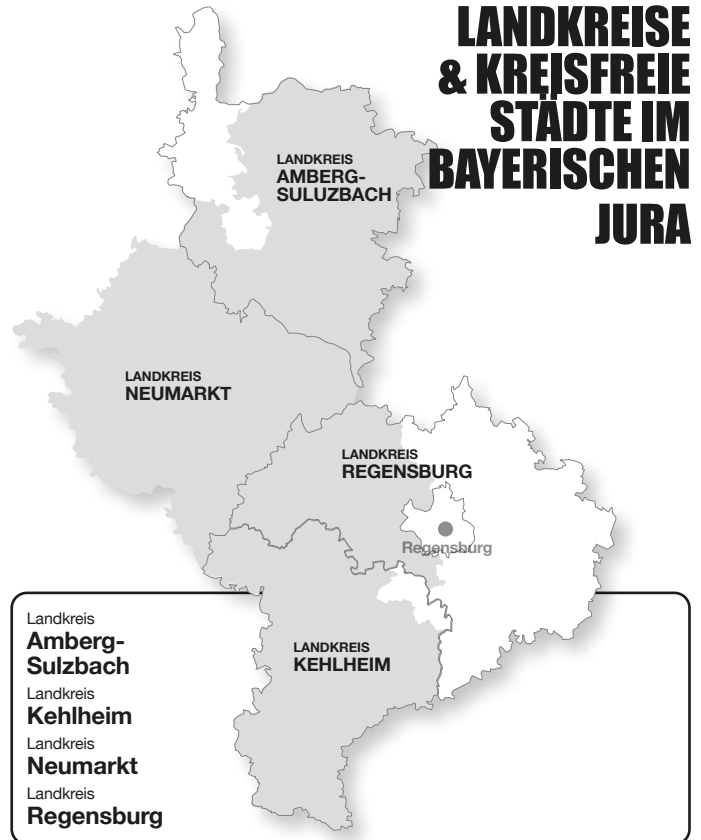 LANDKREISE
& KREISFREIE
STÄDTE IM
BAYERISCHEN
JURA
LANDKREIS
AMBERG-
SULUZBACH
LANDKREIS
NEUMARKT
LANDKREIS
REGENSBURG
Regensburg
LANDKREIS
KEHLHEIM
Landkreis
Amberg-
Sulzbach
Landkreis
Kehlheim
Landkreis
Neumarkt
Landkreis
Regensburg